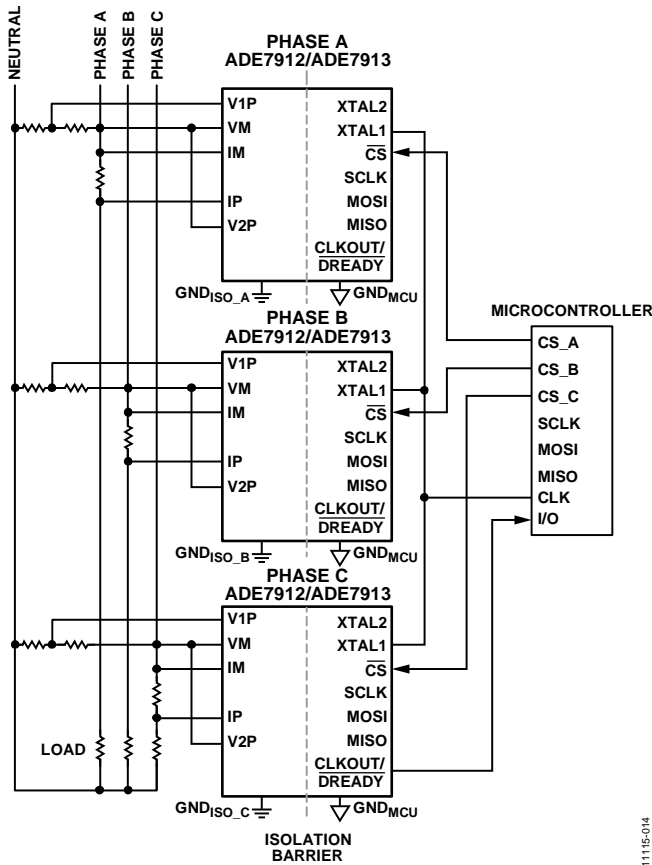 NEUTRAL
PHASE A
PHASE B
PHASE C
PHASE A
ADE7912/ADE7913
V1P
VM
IM
IP
V2P
XTAL2
XTAL1
CS
SCLK
MOSI
MISO
CLKOUT/
DREADY
GNDISO_A
GNDMCU
PHASE B
ADE7912/ADE7913
V1P
VM
IM
IP
V2P
XTAL2
XTAL1
CS
SCLK
MOSI
MISO
CLKOUT/
DREADY
GNDISO_B
GNDMCU
PHASE C
ADE7912/ADE7913
V1P
VM
IM
IP
V2P
XTAL2
XTAL1
CS
SCLK
MOSI
MISO
CLKOUT/
DREADY
LOAD
GNDISO_C
GNDMCU
ISOLATION
BARRIER
MICROCONTROLLER
CS_A
CS_B
CS_C
SCLK
MOSI
MISO
CLK
I/O
11115-014